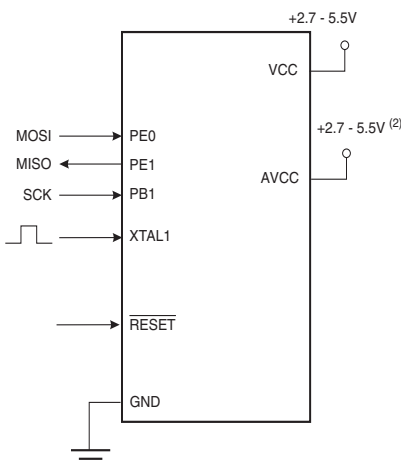 +2.7 - 5.5V
VCC
+2.7 - 5.5V (2)
MOSI
PE0
MISO
PE1
AVCC
SCK
PB1
XTAL1
RESET
GND